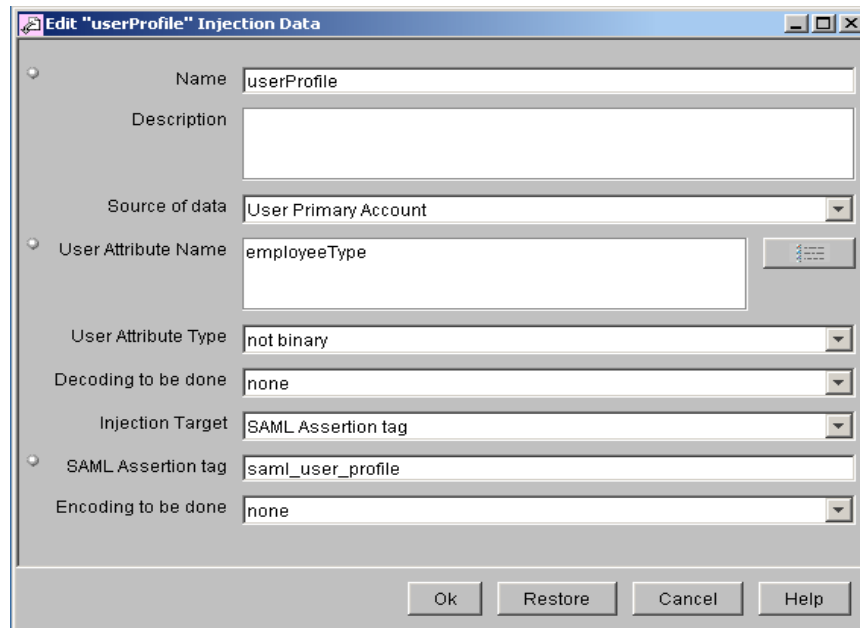 Edit "userProfile" Injection Data
Name userProfile
Description
Source of data User Primary Account
User Attribute Name employeeType
User Attribute Type not binary
Decoding to be done none
Injection Target SAML Assertion tag
SAML Assertion tag saml_user_profile
Encoding to be done none
Ok Restore Cancel Help